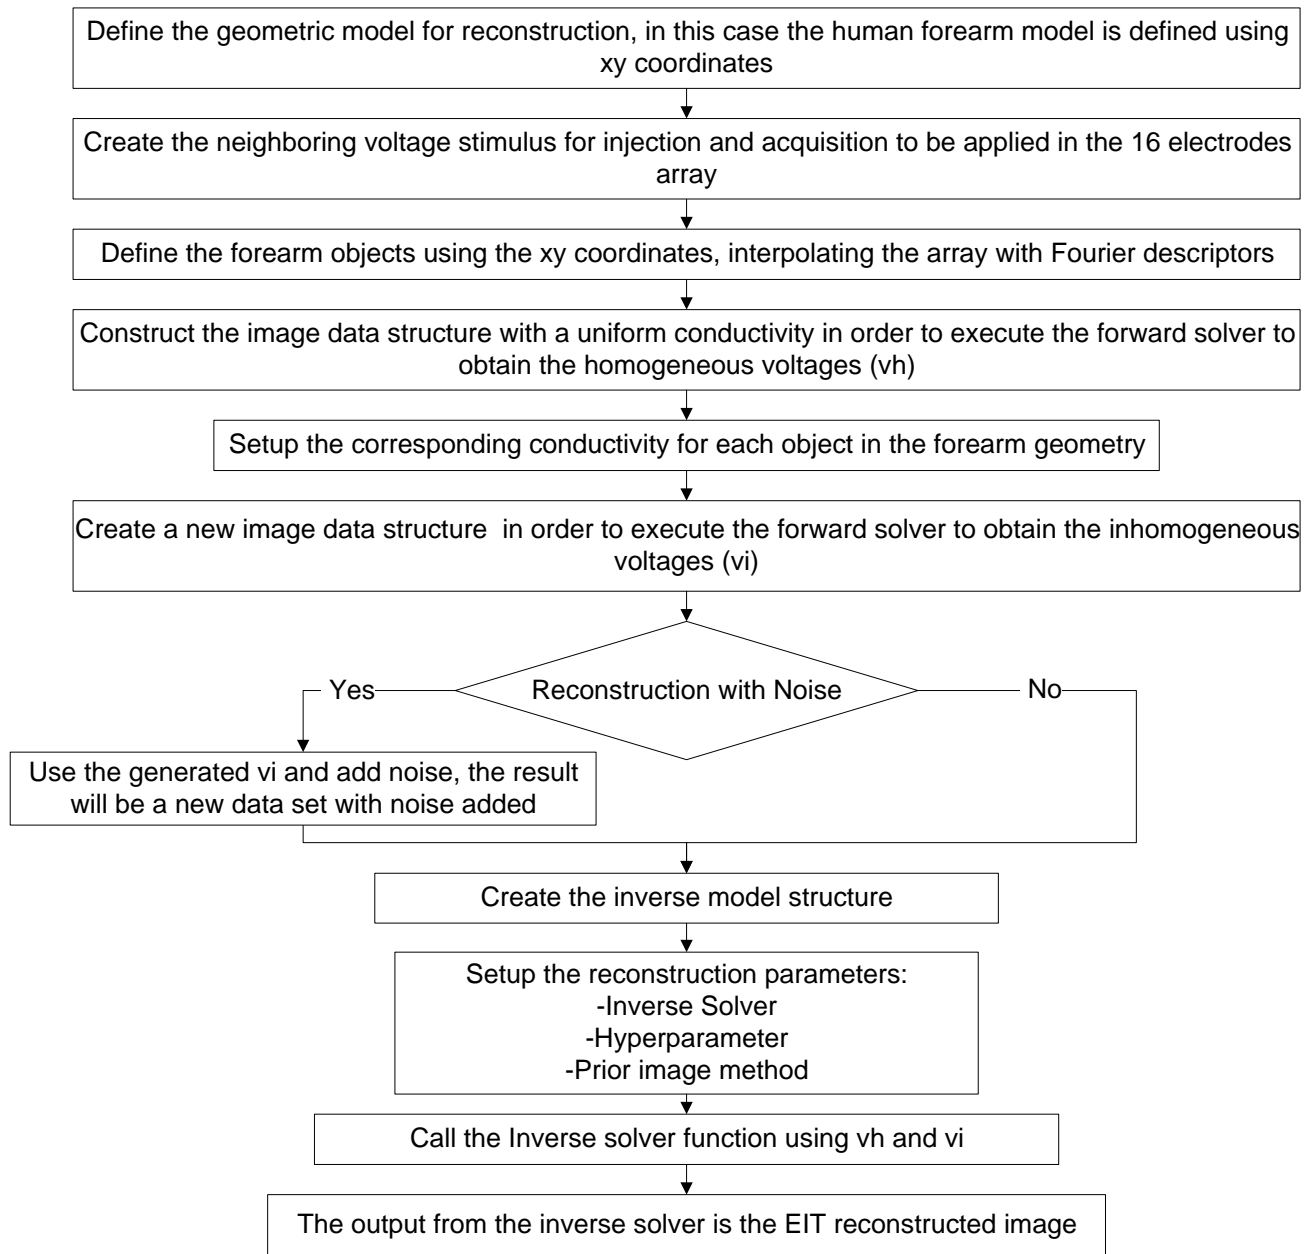 Define the geometric model for reconstruction, in this case the human forearm model is defined using
xy coordinates
Create the neighboring voltage stimulus for injection and acquisition to be applied in the 16 electrodes
array
Define the forearm objects using the xy coordinates, interpolating the array with Fourier descriptors
Construct the image data structure with a uniform conductivity in order to execute the forward solver to
obtain the homogeneous voltages (vh)
Setup the corresponding conductivity for each object in the forearm geometry
Create a new image data structure  in order to execute the forward solver to obtain the inhomogeneous
voltages (vi)
Reconstruction with Noise
Yes
No
Use the generated vi and add noise, the result
will be a new data set with noise added
Create the inverse model structure
Setup the reconstruction parameters:
-Inverse Solver
-Hyperparameter
-Prior image method
Call the Inverse solver function using vh and vi
The output from the inverse solver is the EIT reconstructed image